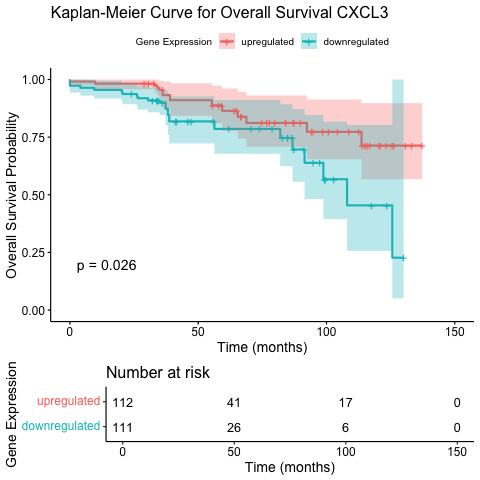 Kaplan-Meier Curve for Overall Survival CXCL3
Gene Expression upregulated downregulated
Overall Survival Probability
1.00
0.75
0.50
0.25
0.00
p = 0.026
0 50 100 150
Time (months)
Number at risk
Gene Expression
upregulated 112 41 17 0
downregulated 111 26 6 0
0 50 100 150
Time (months)